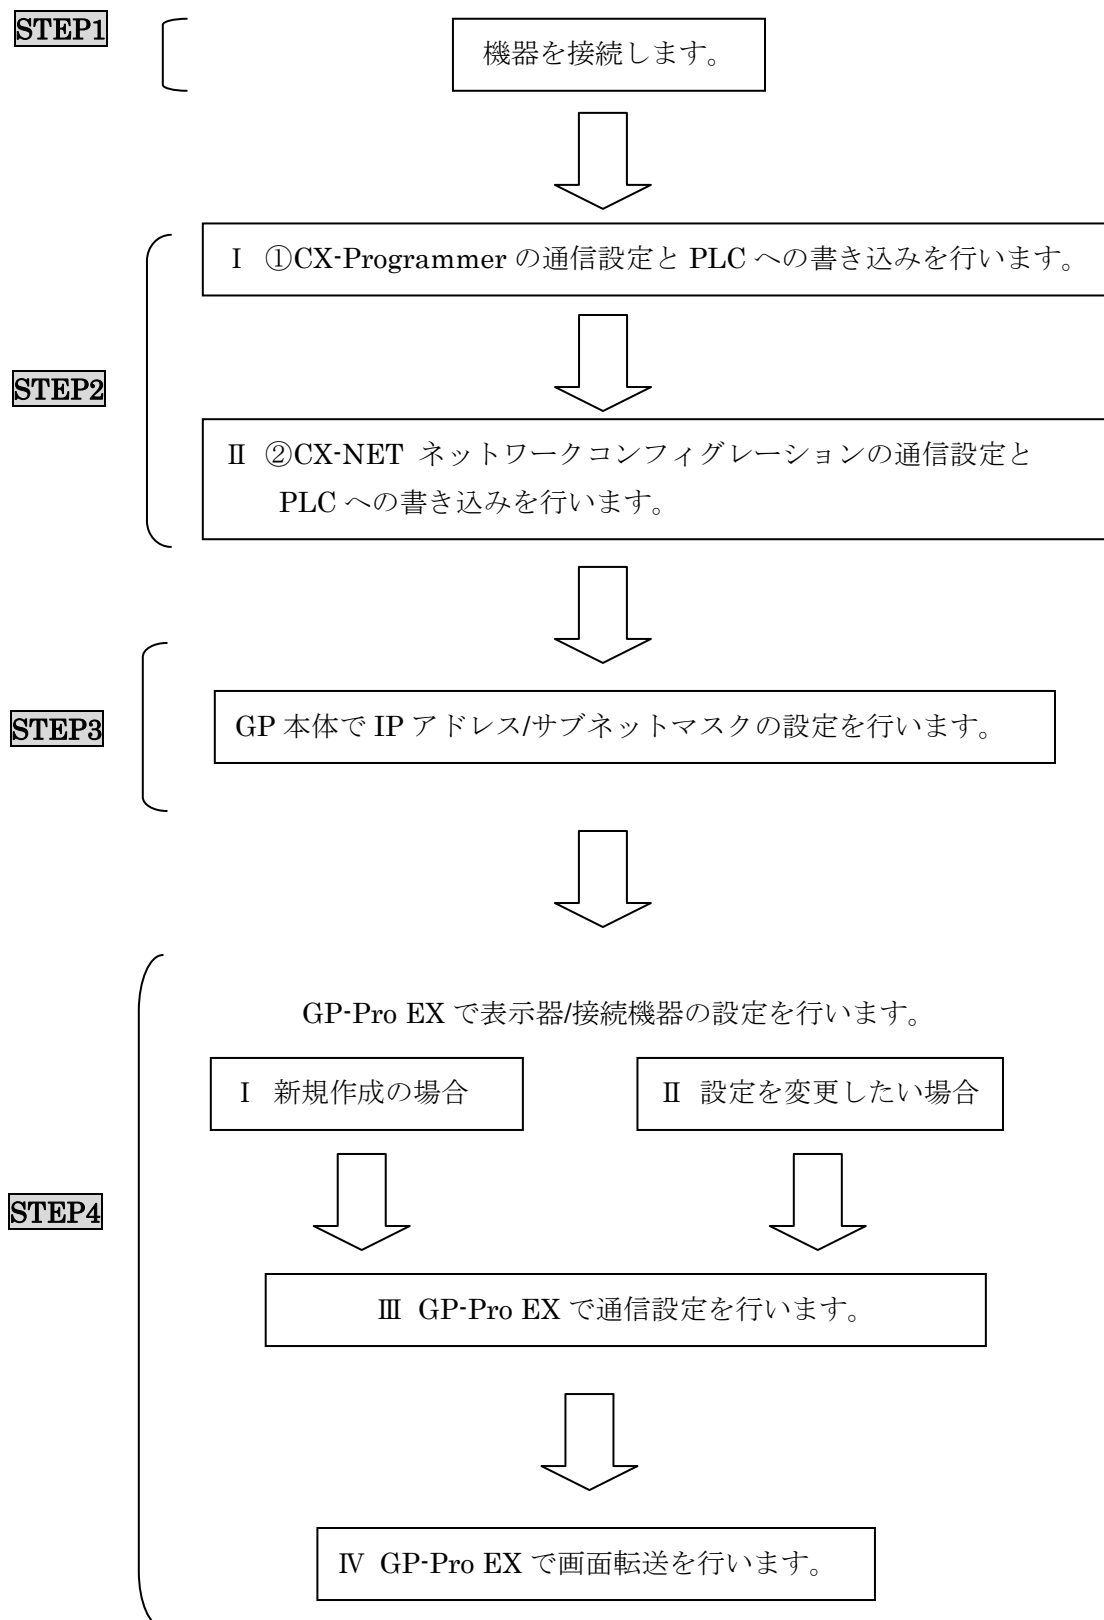 STEP1
機器を接続します。
Ⅰ ①CX-Programmer の通信設定と PLC への書き込みを行います。
STEP2
Ⅱ ②CX-NET ネットワークコンフィグレーションの通信設定と
PLC への書き込みを行います。
STEP3
GP 本体で IP アドレス/サブネットマスクの設定を行います。
GP-Pro EX で表示器/接続機器の設定を行います。
Ⅰ 新規作成の場合
Ⅱ 設定を変更したい場合
STEP4
Ⅲ GP-Pro EX で通信設定を行います。
Ⅳ GP-Pro EX で画面転送を行います。